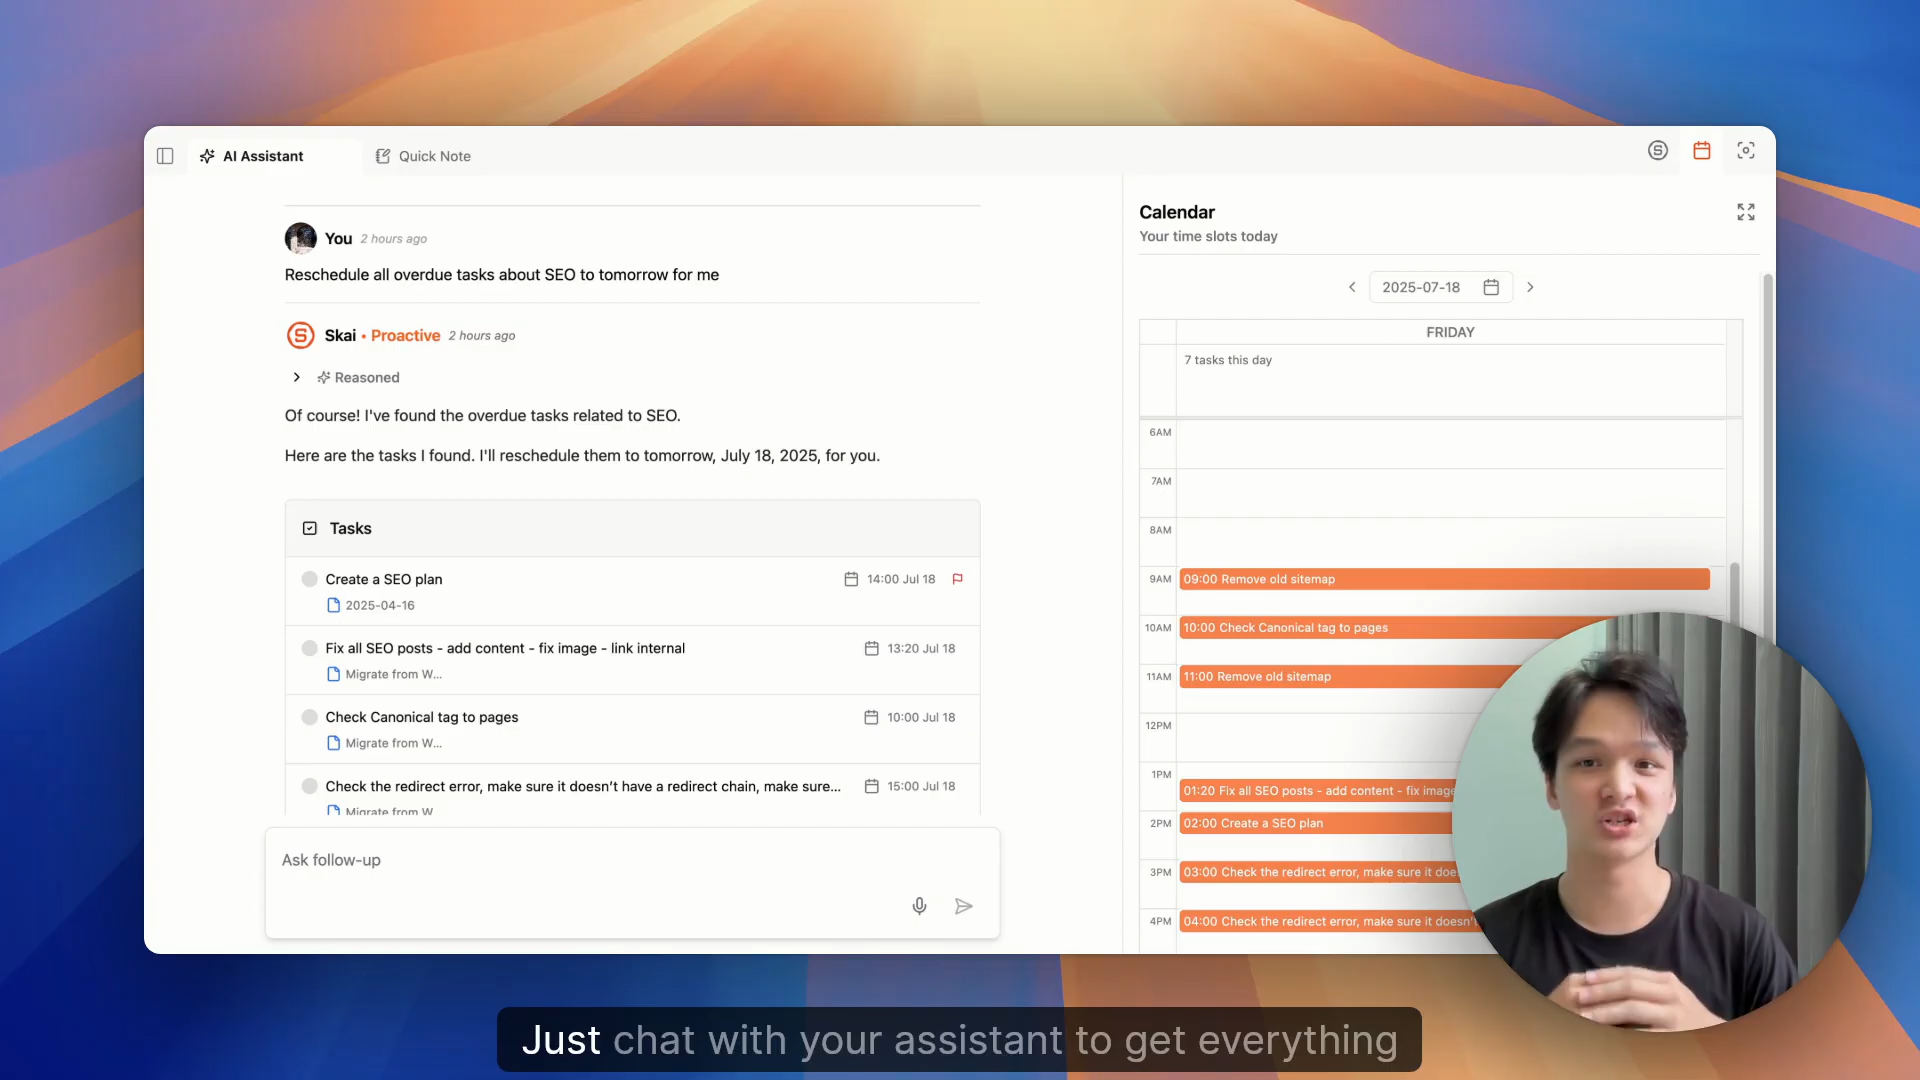 AI Assistant
Quick Note
You 2 hours ago
Reschedule all overdue tasks about SEO to tomorrow for me
Skai • Proactive 2 hours ago
Reasoned
Of course! I've found the overdue tasks related to SEO.
Here are the tasks I found. I'll reschedule them to tomorrow, July 18, 2025, for you.
Tasks
Create a SEO plan 14:00 Jul 18
2025-04-16
Fix all SEO posts - add content - fix image - link internal 13:20 Jul 18
Migrate from W...
Check Canonical tag to pages 10:00 Jul 18
Migrate from W...
Check the redirect error, make sure it doesn't have a redirect chain, make sure... 15:00 Jul 18
Migrate from W
Ask follow-up
Calendar
Your time slots today
2025-07-18
FRIDAY
7 tasks this day
6AM
7AM
8AM
9AM 09:00 Remove old sitemap
10AM 10:00 Check Canonical tag to pages
11AM 11:00 Remove old sitemap
12PM
1PM 01:20 Fix all SEO posts - add content - fix image
2PM 02:00 Create a SEO plan
3PM 03:00 Check the redirect error, make sure it doe
4PM 04:00 Check the redirect error, make sure it doesn't
Just chat with your assistant to get everything